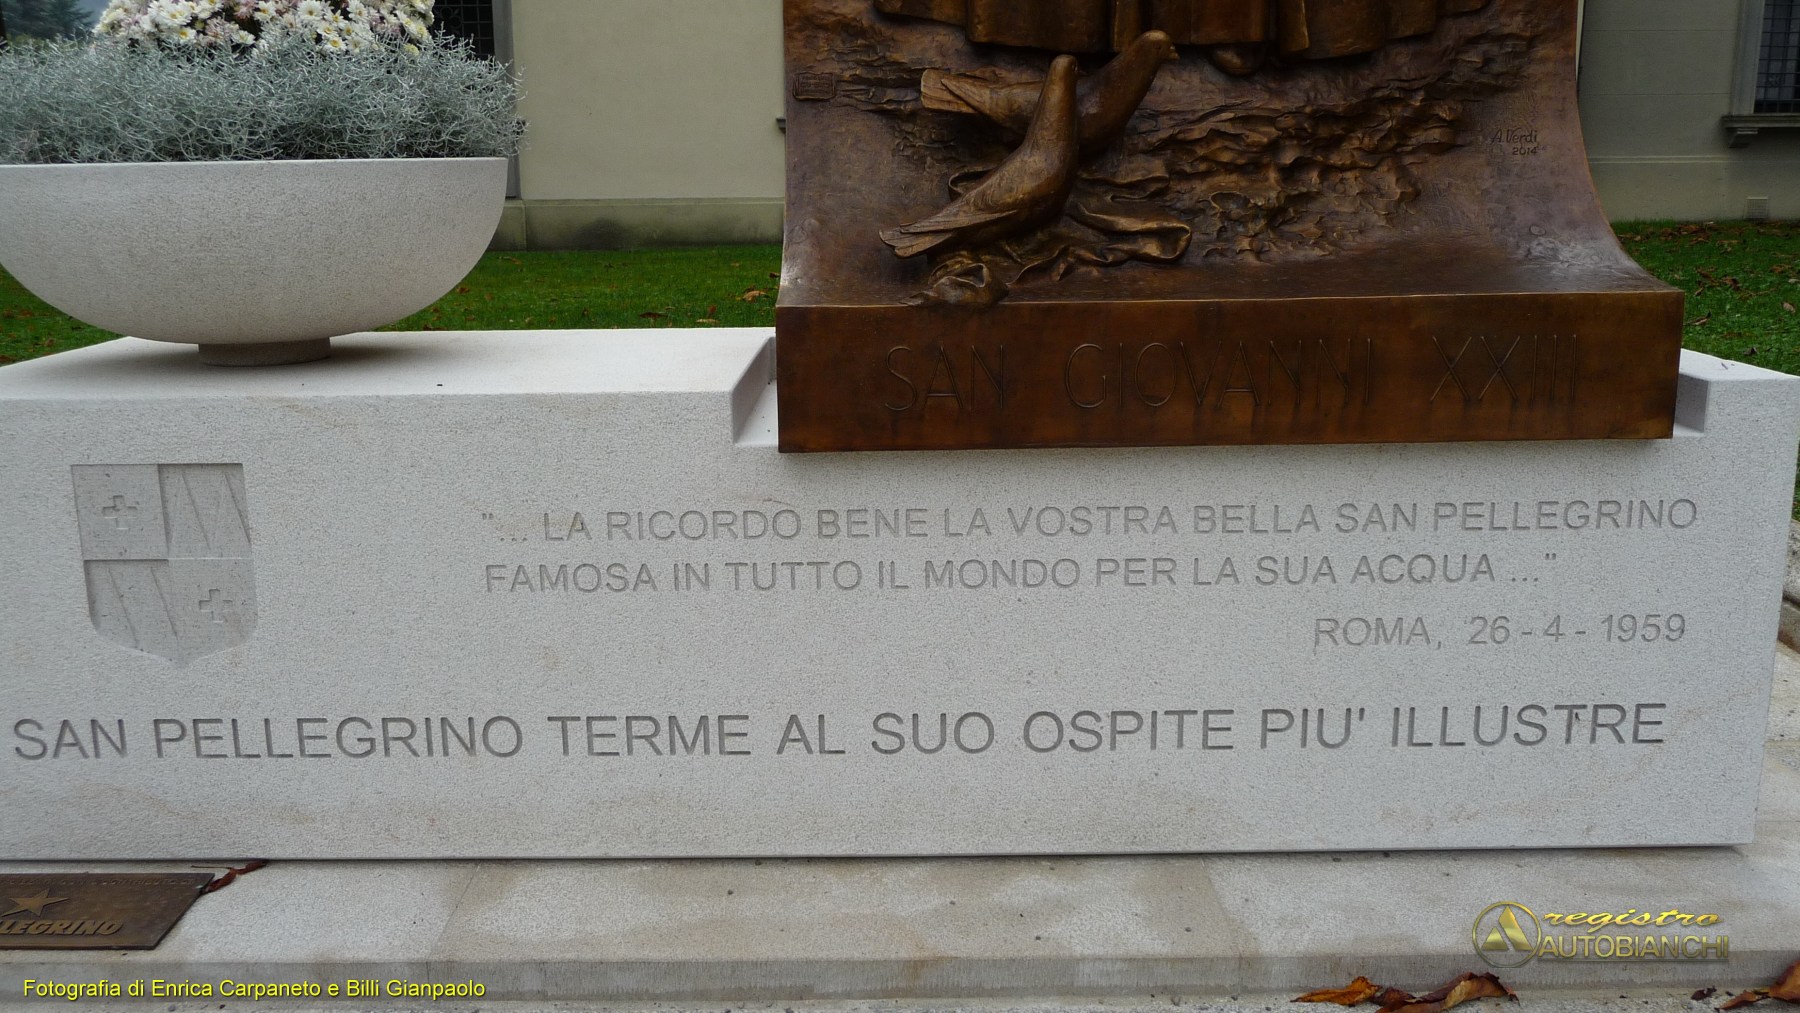 A. Verdi
2014
SAN GIOVANNI XXIII
"... LA RICORDO BENE LA VOSTRA BELLA SAN PELLEGRINO
FAMOSA IN TUTTO IL MONDO PER LA SUA ACQUA ..."
ROMA, 26 - 4 - 1959
SAN PELLEGRINO TERME AL SUO OSPITE PIU' ILLUSTRE
LLEGRINO
registro
AUTOBIANCHI
Fotografia di Enrica Carpaneto e Billi Gianpaolo